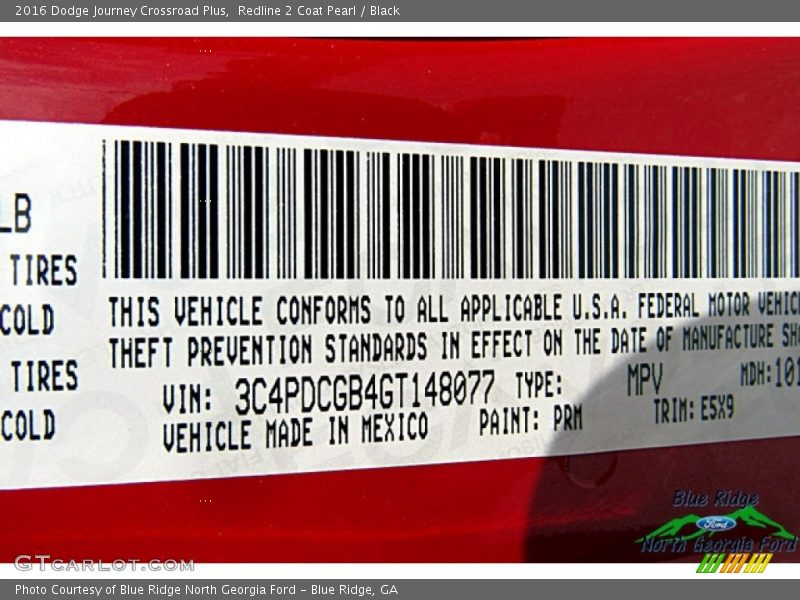 2016 Dodge Journey Crossroad Plus,  Redline 2 Coat Pearl / Black
LB
TIRES
COLD
TIRES
COLD
THIS VEHICLE CONFORMS TO ALL APPLICABLE U.S.A. FEDERAL MOTOR VEHIC
THEFT PREVENTION STANDARDS IN EFFECT ON THE DATE OF MANUFACTURE SH
VIN: 3C4PDCGB4GT148077 TYPE: MPV MDH: 101
VEHICLE MADE IN MEXICO PAINT: PRM TRIM: E5X9
Blue Ridge
Ford
North Georgia Ford
GTCARLOT.COM
Photo Courtesy of Blue Ridge North Georgia Ford – Blue Ridge, GA